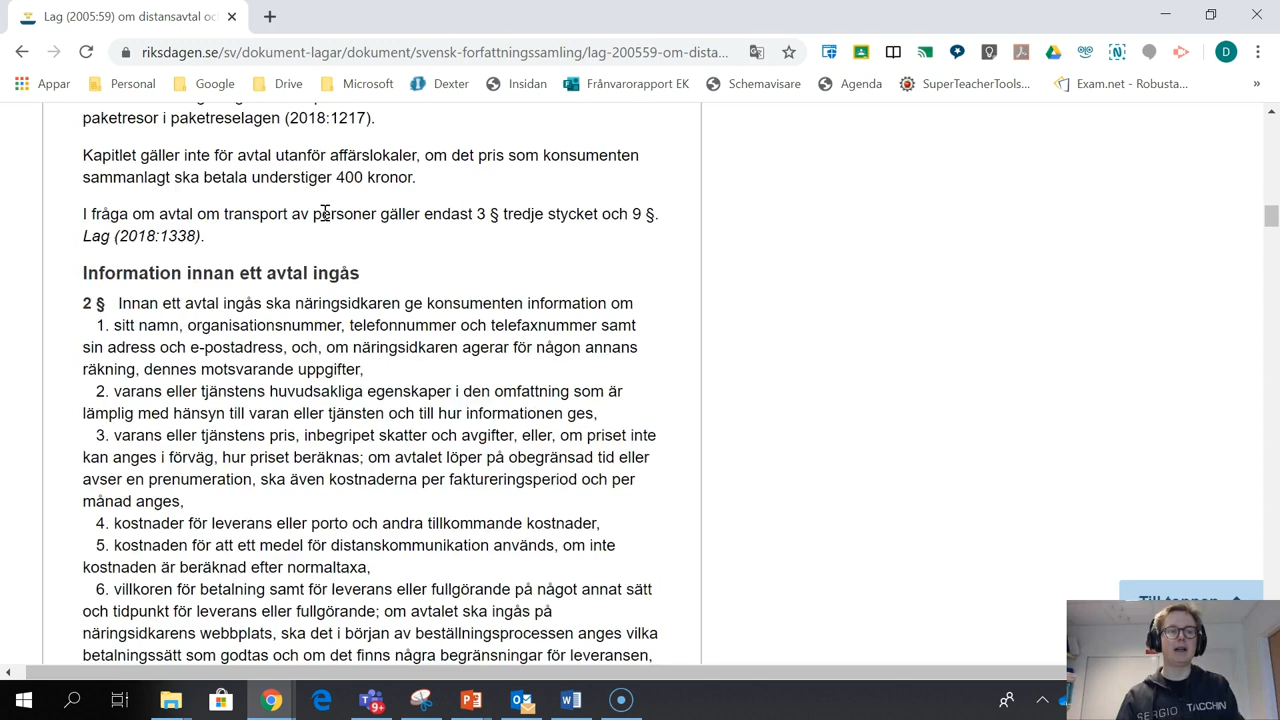 Lag (2005:59) om distansavtal oc
riksdagen.se/sv/dokument-lagar/dokument/svensk-forfattningssamling/lag-200559-om-dista...
D
Appar
Personal
Google
Drive
Microsoft
Dexter
Insidan
Frånvarorapport EK
Schemavisare
Agenda
SuperTeacherTools...
Exam.net - Robusta...
paketresor i paketreselagen (2018:1217).
Kapitlet gäller inte för avtal utanför affärslokaler, om det pris som konsumenten
sammanlagt ska betala understiger 400 kronor.
I fråga om avtal om transport av personer gäller endast 3 § tredje stycket och 9 §.
Lag (2018:1338).
Information innan ett avtal ingås
2 § Innan ett avtal ingås ska näringsidkaren ge konsumenten information om
1. sitt namn, organisationsnummer, telefonnummer och telefaxnummer samt
sin adress och e-postadress, och, om näringsidkaren agerar för någon annans
räkning, dennes motsvarande uppgifter,
2. varans eller tjänstens huvudsakliga egenskaper i den omfattning som är
lämplig med hänsyn till varan eller tjänsten och till hur informationen ges,
3. varans eller tjänstens pris, inbegripet skatter och avgifter, eller, om priset inte
kan anges i förväg, hur priset beräknas; om avtalet löper på obegränsad tid eller
avser en prenumeration, ska även kostnaderna per faktureringsperiod och per
månad anges,
4. kostnader för leverans eller porto och andra tillkommande kostnader,
5. kostnaden för att ett medel för distanskommunikation används, om inte
kostnaden är beräknad efter normaltaxa,
6. villkoren för betalning samt för leverans eller fullgörande på något annat sätt
och tidpunkt för leverans eller fullgörande; om avtalet ska ingås på
näringsidkarens webbplats, ska det i början av beställningsprocessen anges vilka
betalningssätt som godtas och om det finns några begränsningar för leveransen,
Till toppen
SERGIO TACCHIN
9+